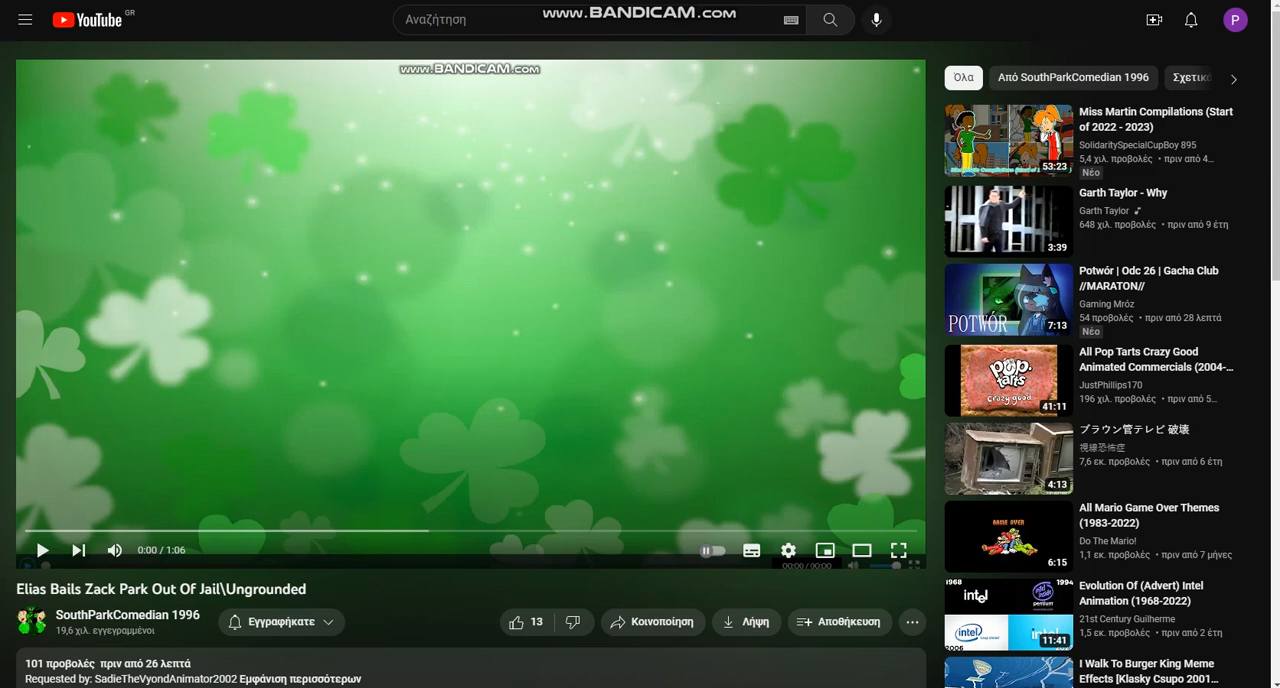 YouTube GR
Αναζήτηση
WWW.BANDICAM.COM
P
WWW.BANDICAM.COM
0:00 / 1:06
00:00 / 00:00
Elias Bails Zack Park Out Of Jail\Ungrounded
SouthParkComedian 1996
19,6 χιλ. εγγεγραμμένοι
Εγγραφήκατε
13
Κοινοποίηση
Λήψη
Αποθήκευση
101 προβολές πριν από 26 λεπτά
Requested by: SadieTheVyondAnimator2002 Εμφάνιση περισσότερων
Όλα
Από SouthParkComedian 1996
Σχετικά
53:23
Miss Martin Compilations (Start
of 2022 - 2023)
SolidaritySpecialCupBoy 895
5,4 χιλ. προβολές • πριν από 4...
Νέο
3:39
Garth Taylor - Why
Garth Taylor
648 χιλ. προβολές • πριν από 9 έτη
POTWÓR
7:13
Potwór | Odc 26 | Gacha Club
//MARATON//
Gaming Mróz
54 προβολές • πριν από 28 λεπτά
Νέο
Pop. tarts
crazy good
41:11
All Pop Tarts Crazy Good
Animated Commercials (2004-...
JustPhillips170
196 χιλ. προβολές • πριν από 5...
4:13
ブラウン管テレビ 破壊
視線恐怖症
7,6 εκ. προβολές • πριν από 6 έτη
GAME OVER
6:15
All Mario Game Over Themes
(1983-2022)
Do The Mario!
1,1 εκ. προβολές • πριν από 7 μήνες
1968
1994
intel
intel inside
pentium
intel
intel
2006
11:41
Evolution Of (Advert) Intel
Animation (1968-2022)
21st Century Guilherme
1,5 εκ. προβολές • πριν από 2 έτη
I Walk To Burger King Meme
Effects [Klasky Csupo 2001...